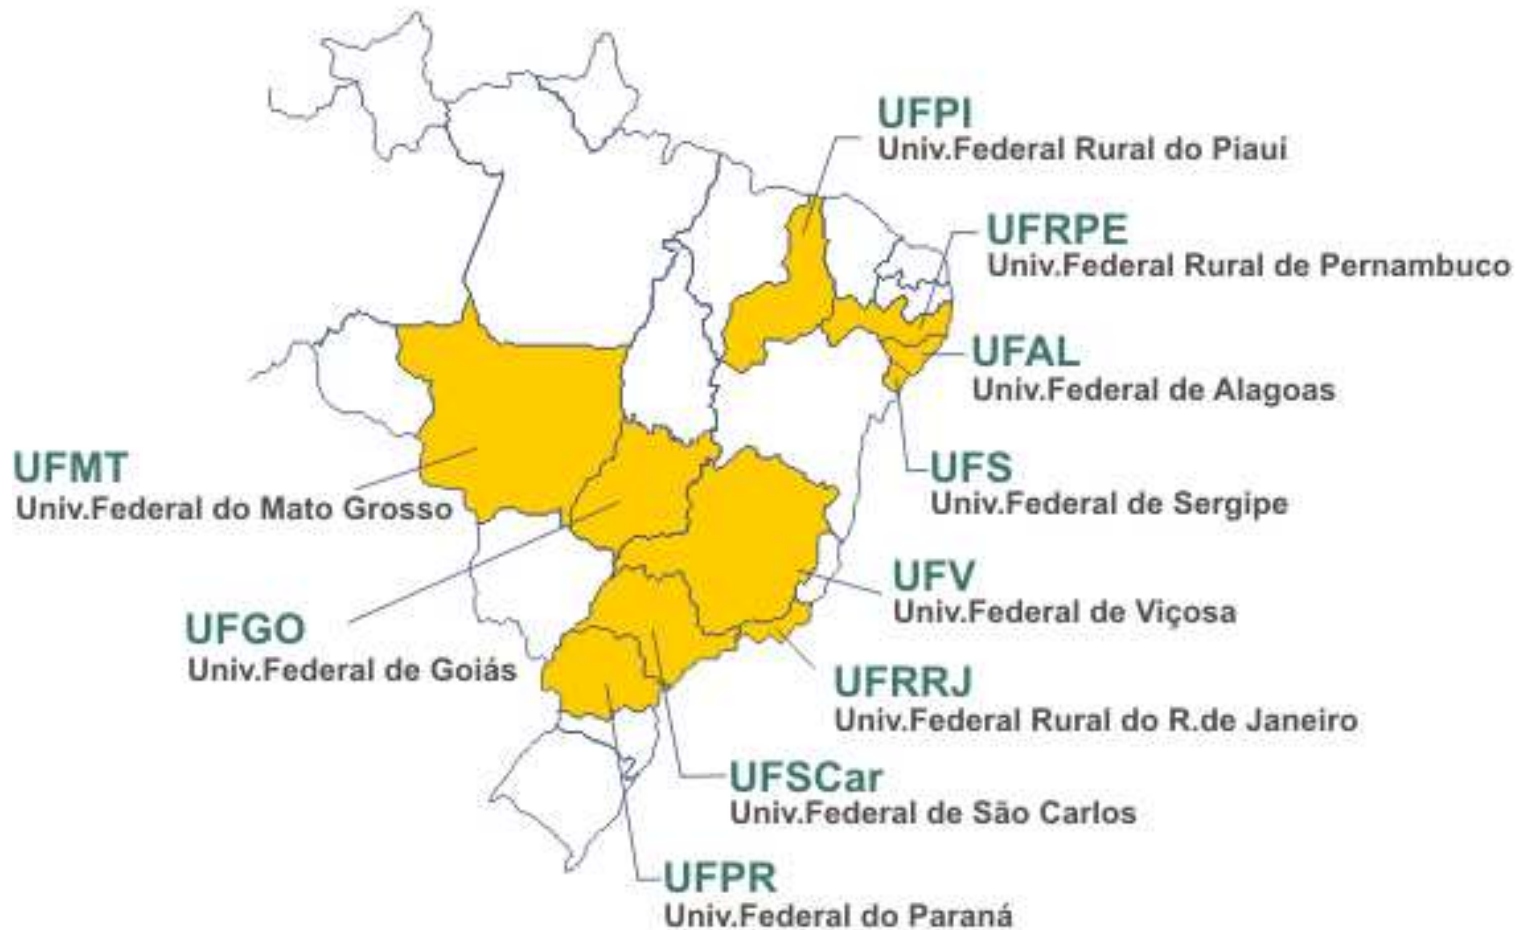 UFPI
Univ.Federal Rural do Piauí
UFRPE
Univ.Federal Rural de Pernambuco
UFAL
Univ.Federal de Alagoas
UFS
Univ.Federal de Sergipe
UFMT
Univ.Federal do Mato Grosso
UFV
Univ.Federal de Viçosa
UFGO
Univ.Federal de Goiás
UFRRJ
Univ.Federal Rural do R.de Janeiro
UFSCar
Univ.Federal de São Carlos
UFPR
Univ.Federal do Paraná